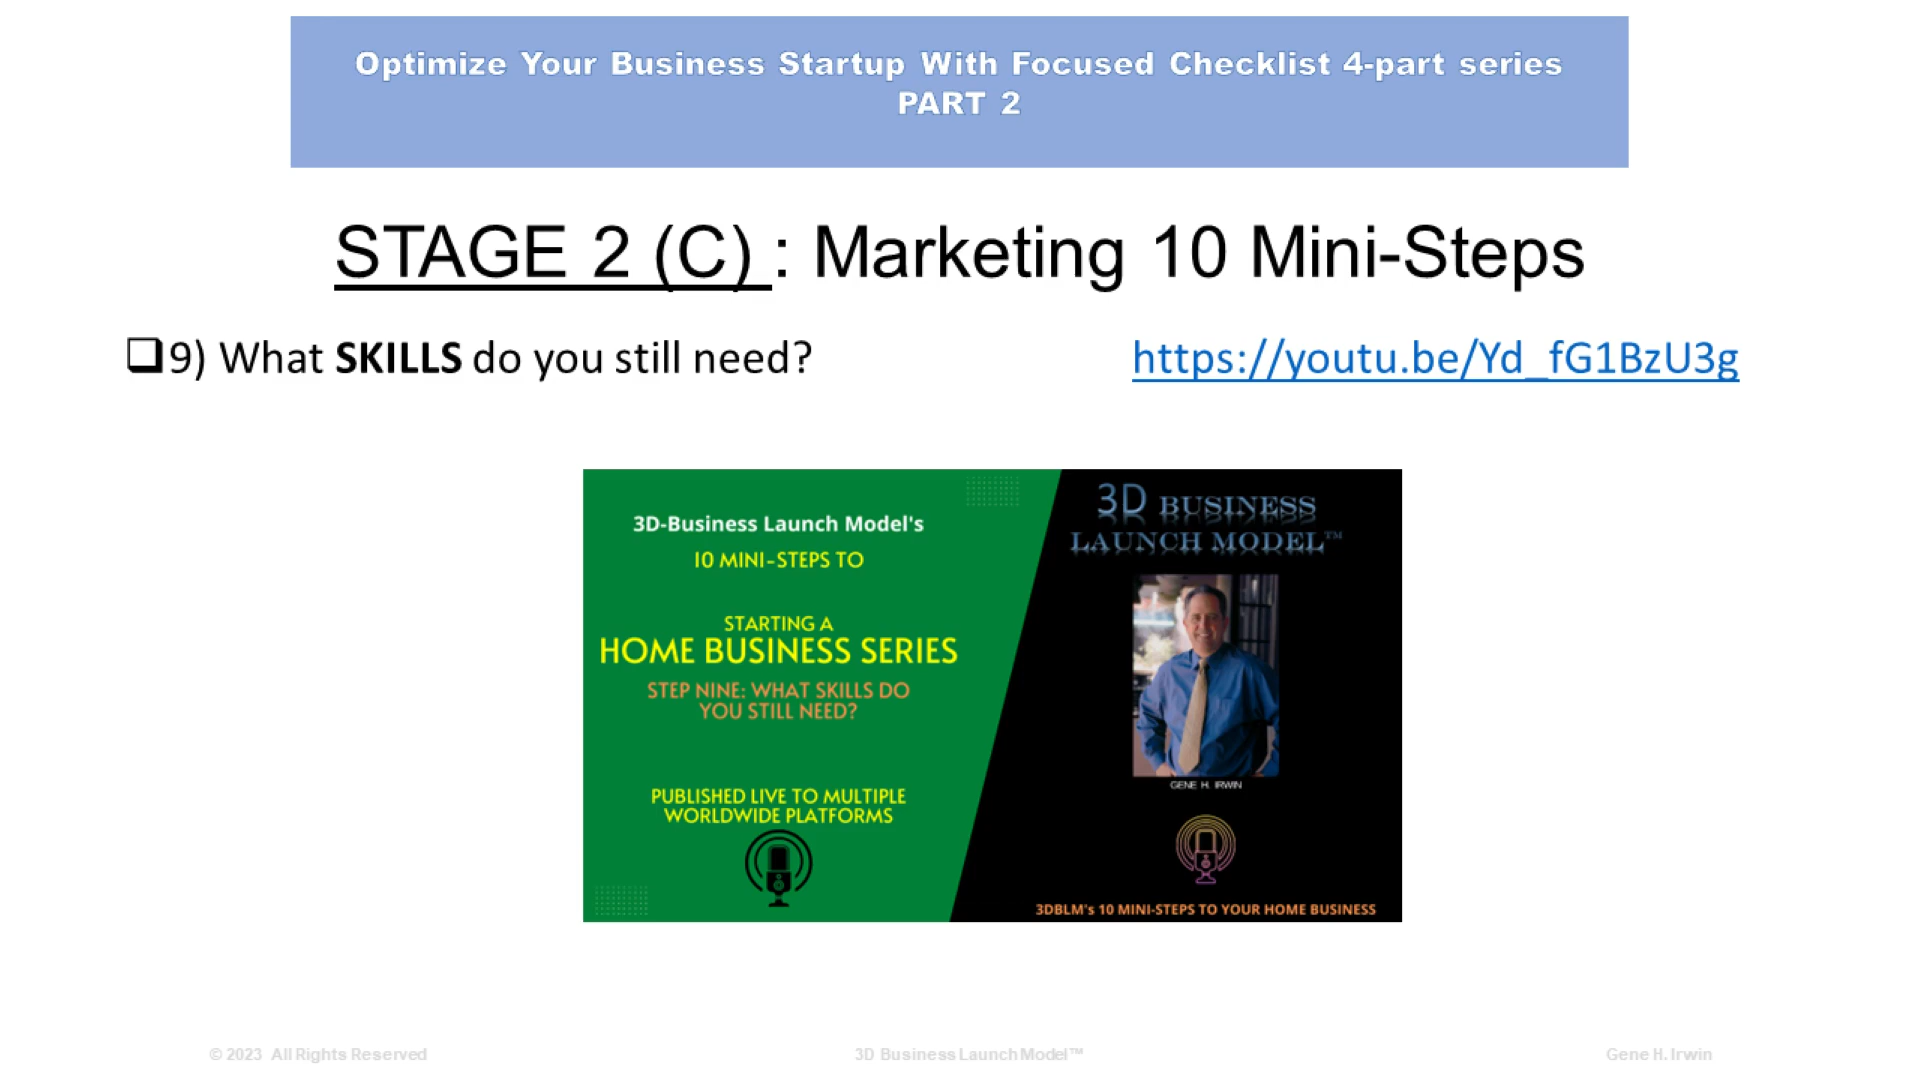 Optimize Your Business Startup With Focused Checklist 4-part series
PART 2
STAGE 2 (C) : Marketing 10 Mini-Steps
❑9) What SKILLS do you still need? https://youtu.be/Yd_fG1BzU3g
3D-Business Launch Model's
10 MINI-STEPS TO
STARTING A
HOME BUSINESS SERIES
STEP NINE: WHAT SKILLS DO
YOU STILL NEED?
PUBLISHED LIVE TO MULTIPLE
WORLDWIDE PLATFORMS
3D BUSINESS
LAUNCH MODEL™
GENE H. IRWIN
3DBLM's 10 MINI-STEPS TO YOUR HOME BUSINESS
© 2023 All Rights Reserved 3D Business Launch Model™ Gene H. Irwin